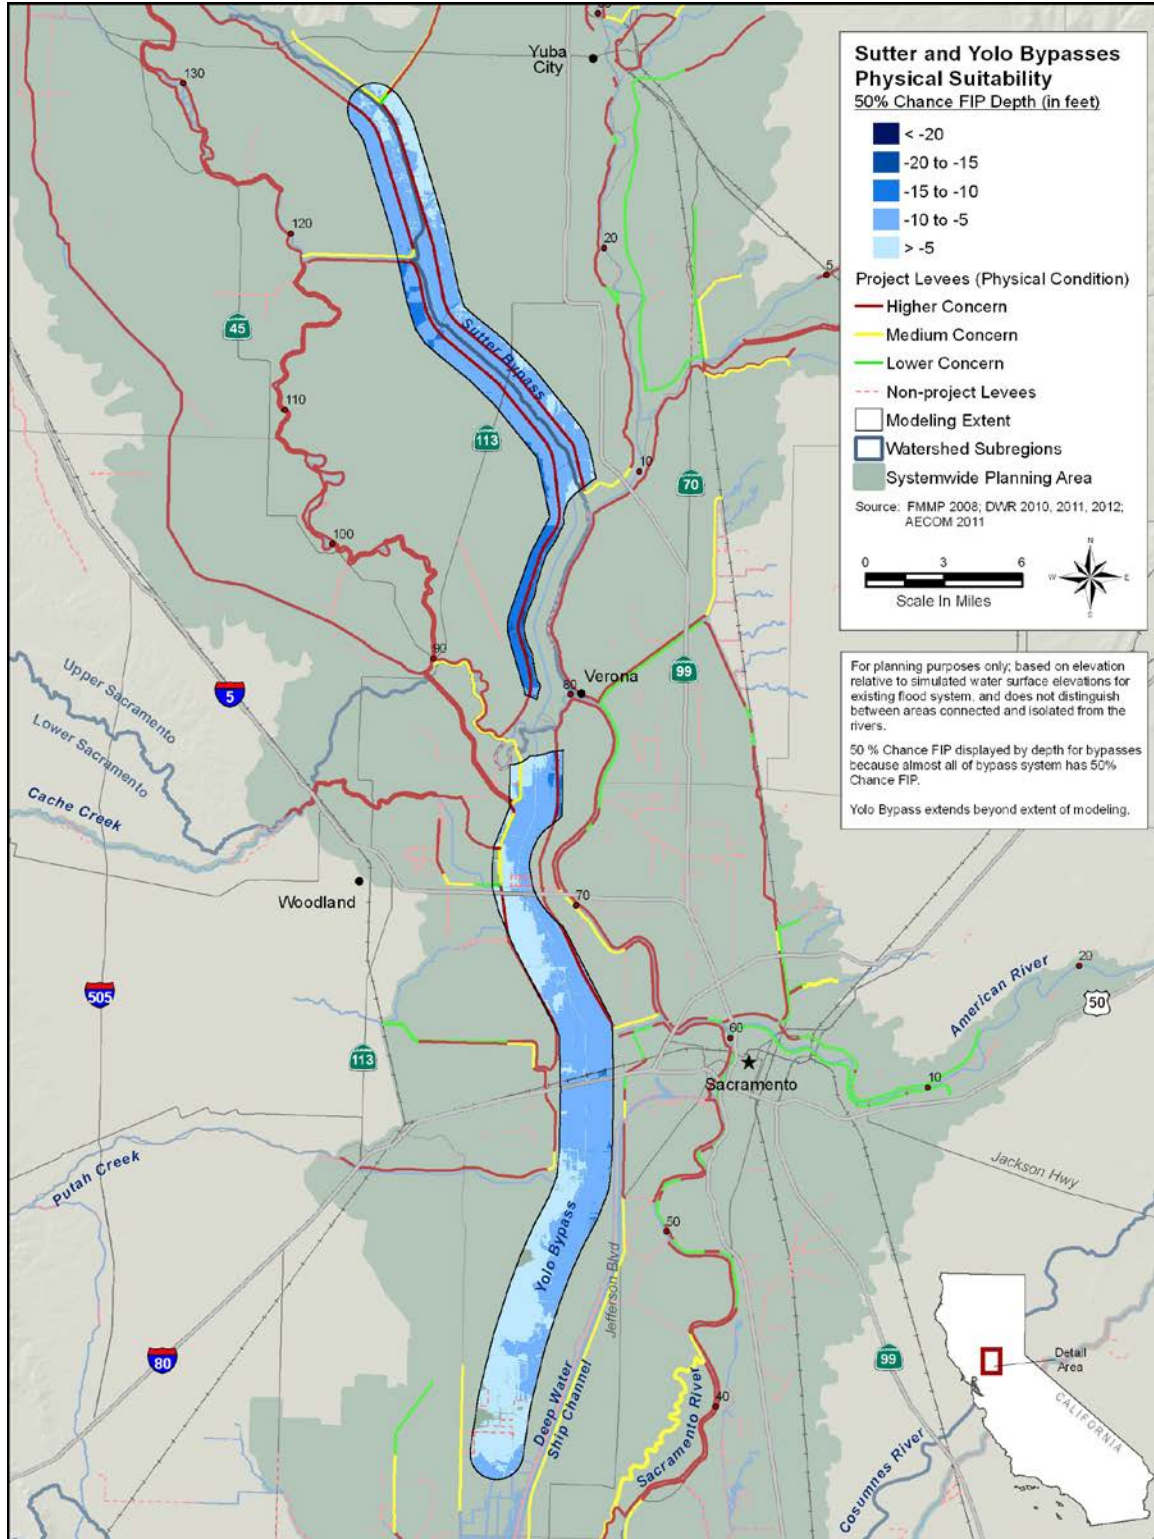 Sutter and Yolo Bypasses
Physical Suitability
50% Chance FIP Depth (in feet)
< -20
-20 to -15
-15 to -10
-10 to -5
> -5
Project Levees (Physical Condition)
Higher Concern
Medium Concern
Lower Concern
Non-project Levees
Modeling Extent
Watershed Subregions
Systemwide Planning Area
Source: FMMP 2008; DWR 2010, 2011, 2012;
AECOM 2011
0 3 6
Scale In Miles
N
W E
S
For planning purposes only; based on elevation
relative to simulated water surface elevations for
existing flood system, and does not distinguish
between areas connected and isolated from the
rivers.
50 % Chance FIP displayed by depth for bypasses
because almost all of bypass system has 50%
Chance FIP.
Yolo Bypass extends beyond extent of modeling.
Yuba
City
130
120
20
5
45
Sutter Bypass
110
113
10
70
100
90
80
Verona
99
5
Upper Sacramento
Lower Sacramento
Cache Creek
Woodland
70
505
American River
20
50
113
60
Sacramento
10
Putah Creek
Jackson Hwy
50
Yolo Bypass
Jefferson Blvd
80
Deep Water
Ship Channel
Sacramento River
40
99
Detail
Area
CALIFORNIA
Cosumnes River